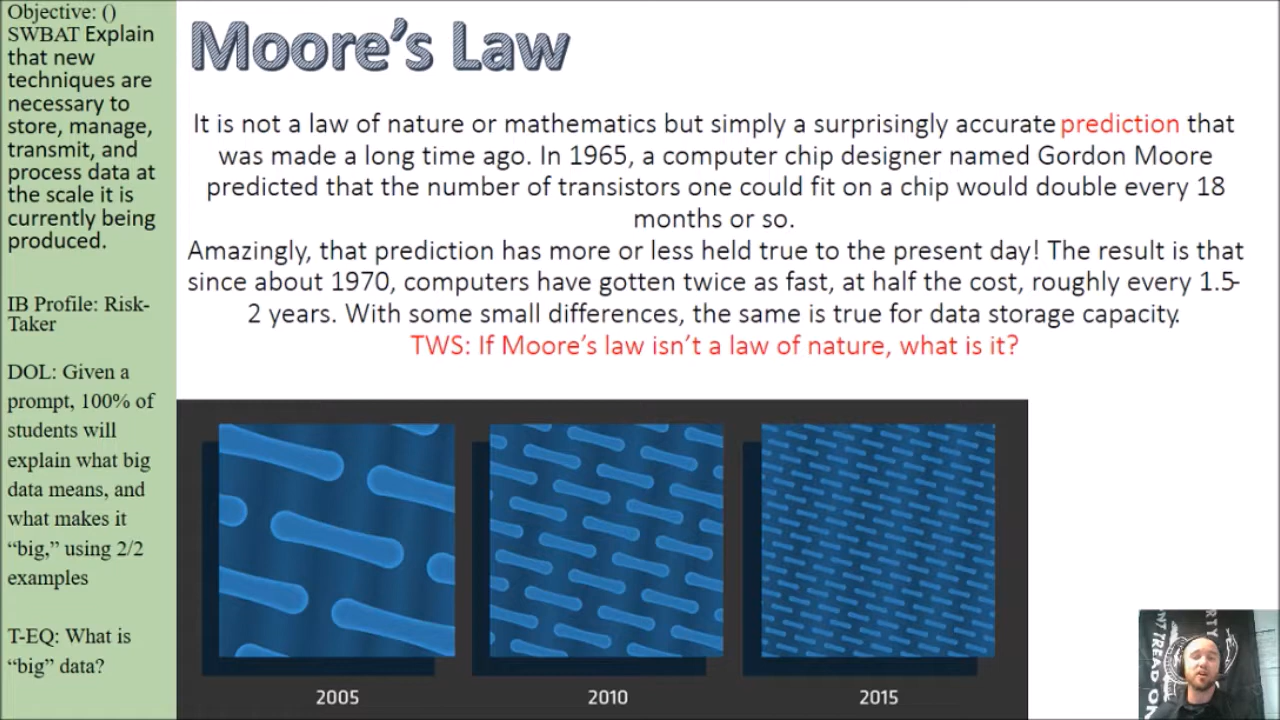 Objective: ()
SWBAT Explain
that new
techniques are
necessary to
store, manage,
transmit, and
process data at
the scale it is
currently being
produced.
IB Profile: Risk-
Taker
DOL: Given a
prompt, 100% of
students will
explain what big
data means, and
what makes it
“big,” using 2/2
examples
T-EQ: What is
“big” data?
Moore’s Law
It is not a law of nature or mathematics but simply a surprisingly accurate prediction that
was made a long time ago. In 1965, a computer chip designer named Gordon Moore
predicted that the number of transistors one could fit on a chip would double every 18
months or so.
Amazingly, that prediction has more or less held true to the present day! The result is that
since about 1970, computers have gotten twice as fast, at half the cost, roughly every 1.5-
2 years. With some small differences, the same is true for data storage capacity.
TWS: If Moore’s law isn’t a law of nature, what is it?
2005
2010
2015
TREAD ON